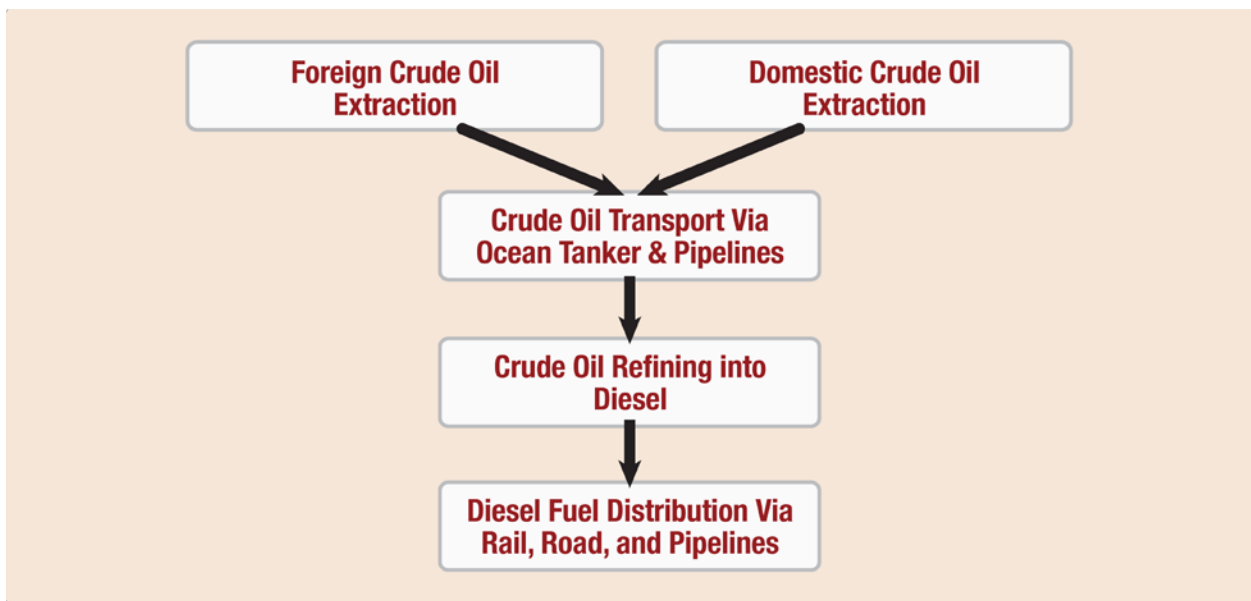 Foreign Crude Oil
Extraction
Domestic Crude Oil
Extraction
Crude Oil Transport Via
Ocean Tanker & Pipelines
Crude Oil Refining into
Diesel
Diesel Fuel Distribution Via
Rail, Road, and Pipelines